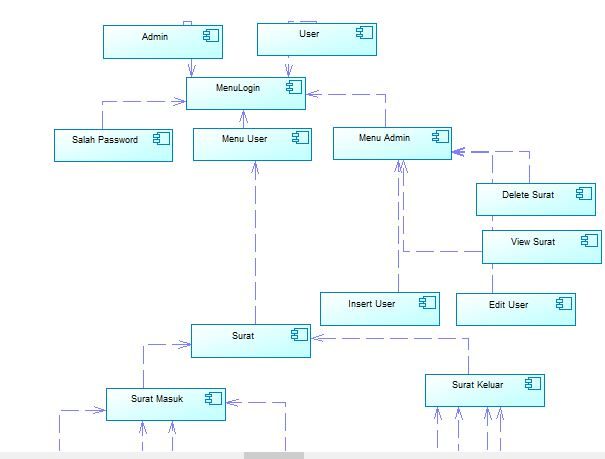 Admin
User
MenuLogin
Salah Password
Menu User
Menu Admin
Delete Surat
View Surat
Insert User
Edit User
Surat
Surat Masuk
Surat Keluar